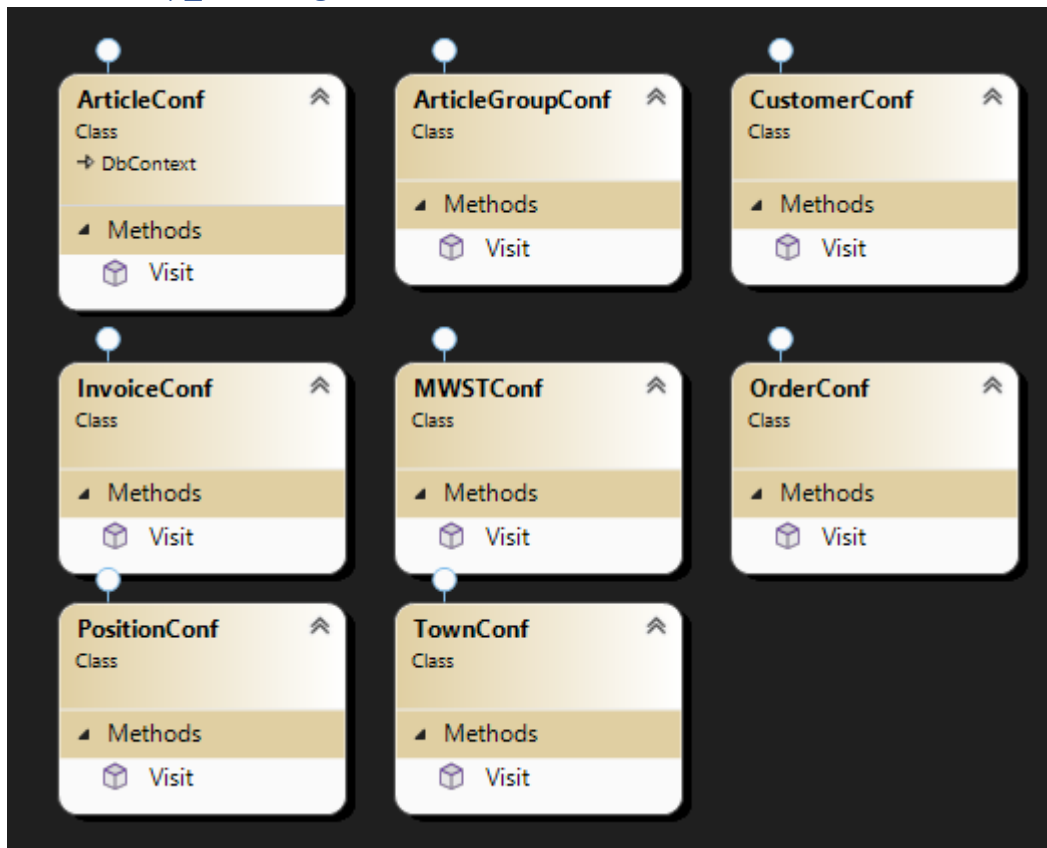 ArticleConf
Class
DbContext
Methods
Visit
ArticleGroupConf
Class
Methods
Visit
CustomerConf
Class
Methods
Visit
InvoiceConf
Class
Methods
Visit
MWSTConf
Class
Methods
Visit
OrderConf
Class
Methods
Visit
PositionConf
Class
Methods
Visit
TownConf
Class
Methods
Visit